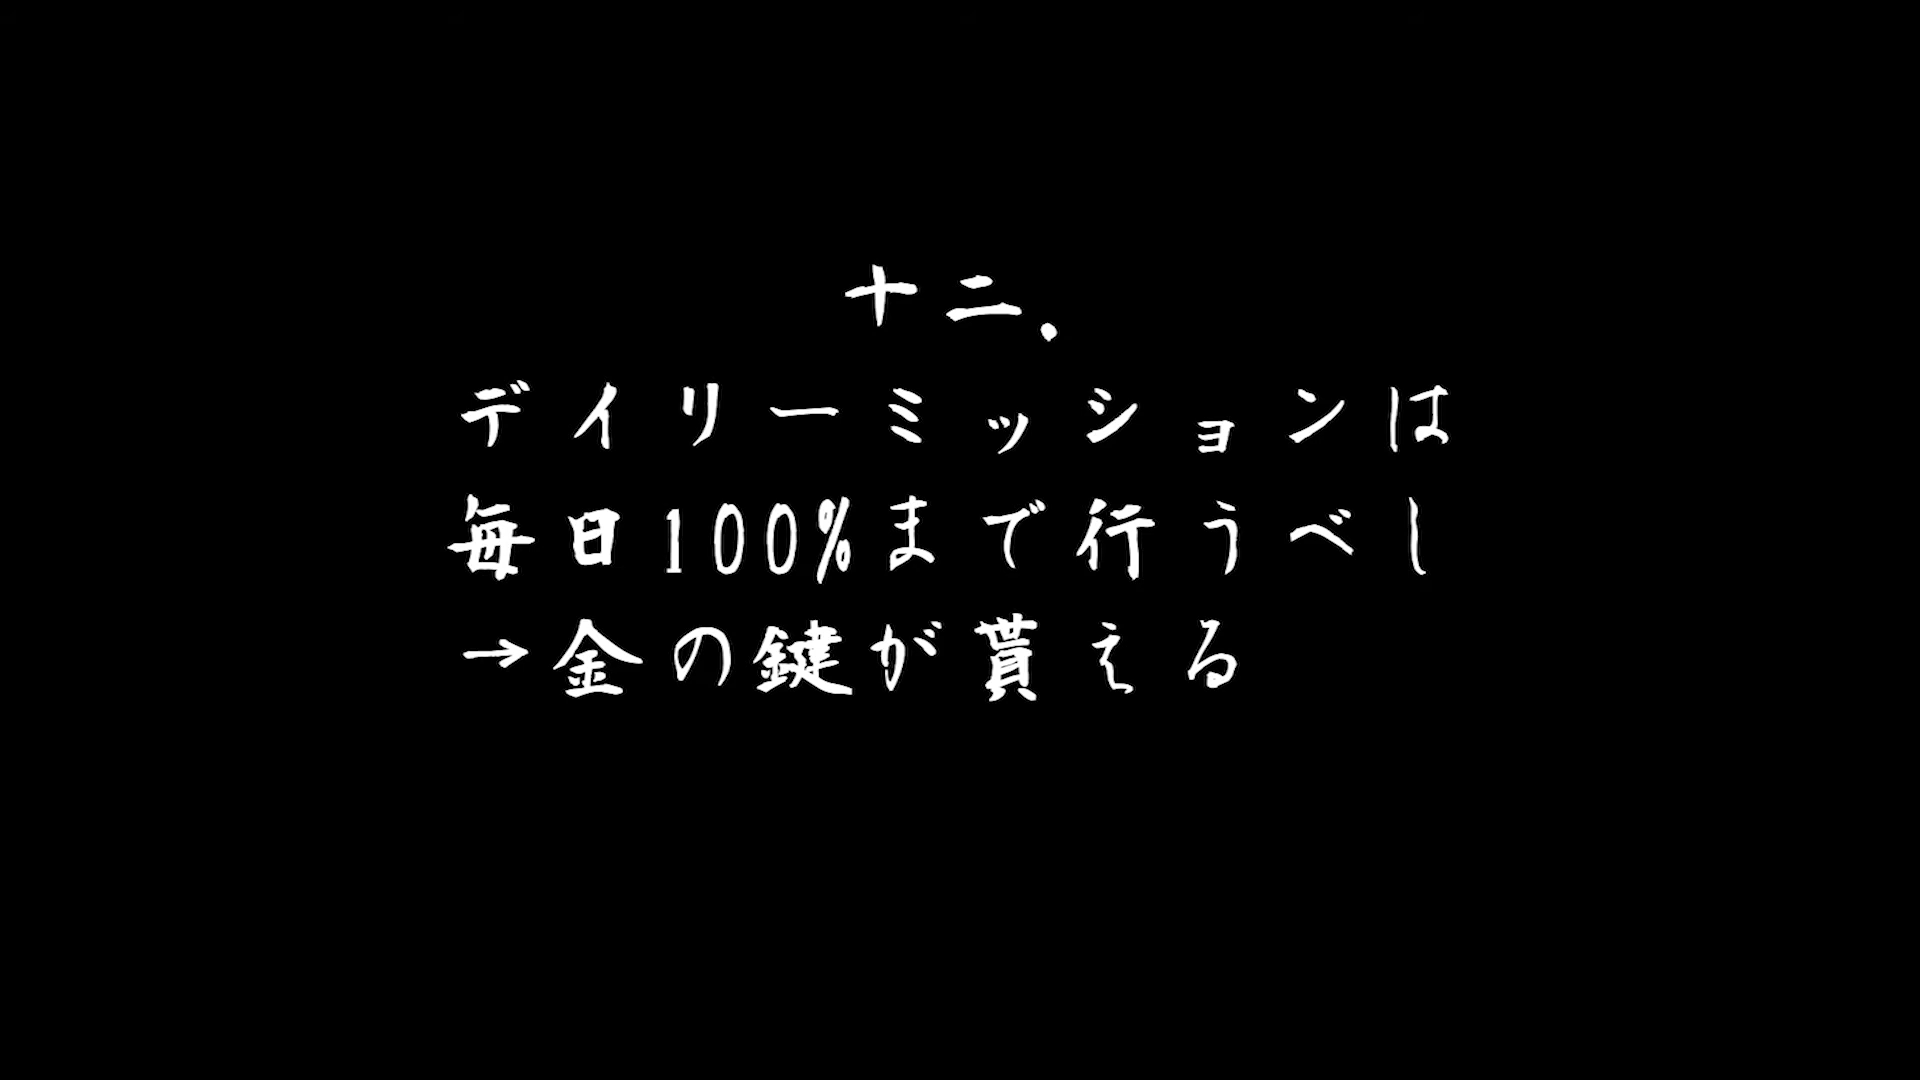 十二.
デイリーミッションは
毎日100%まで行うべし
→金の鍵が貰える